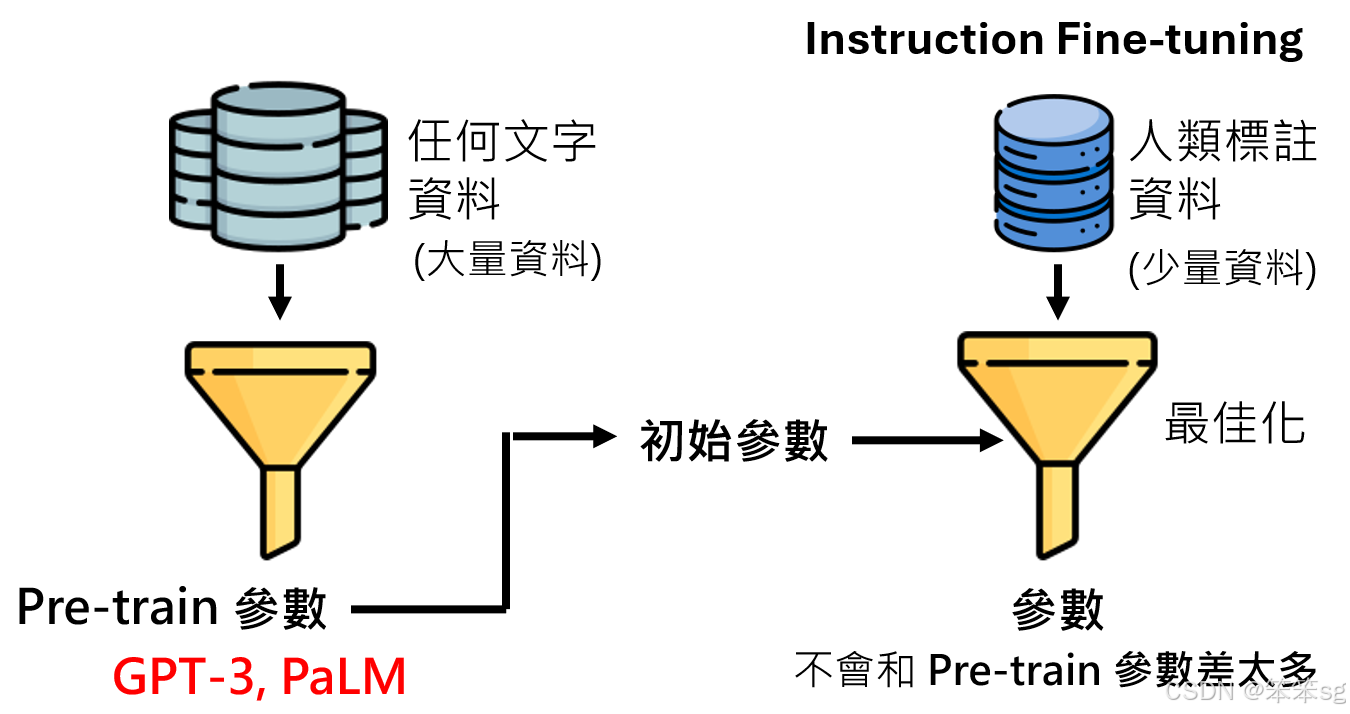 Instruction Fine-tuning
任何文字
資料
(大量資料)
人類標註
資料
(少量資料)
初始參數
最佳化
Pre-train 參數
GPT-3, PaLM
參數
不會和 Pre-train 參數差太多
CSDN @笨笨sg